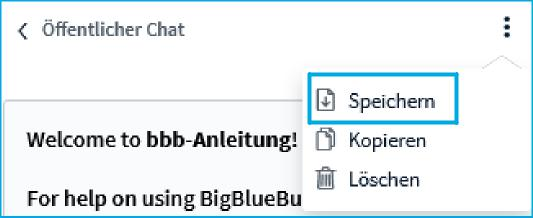 Öffentlicher Chat
Speichern
Welcome to bbb-Anleitung!
Kopieren
Löschen
For help on using BigBlueBu